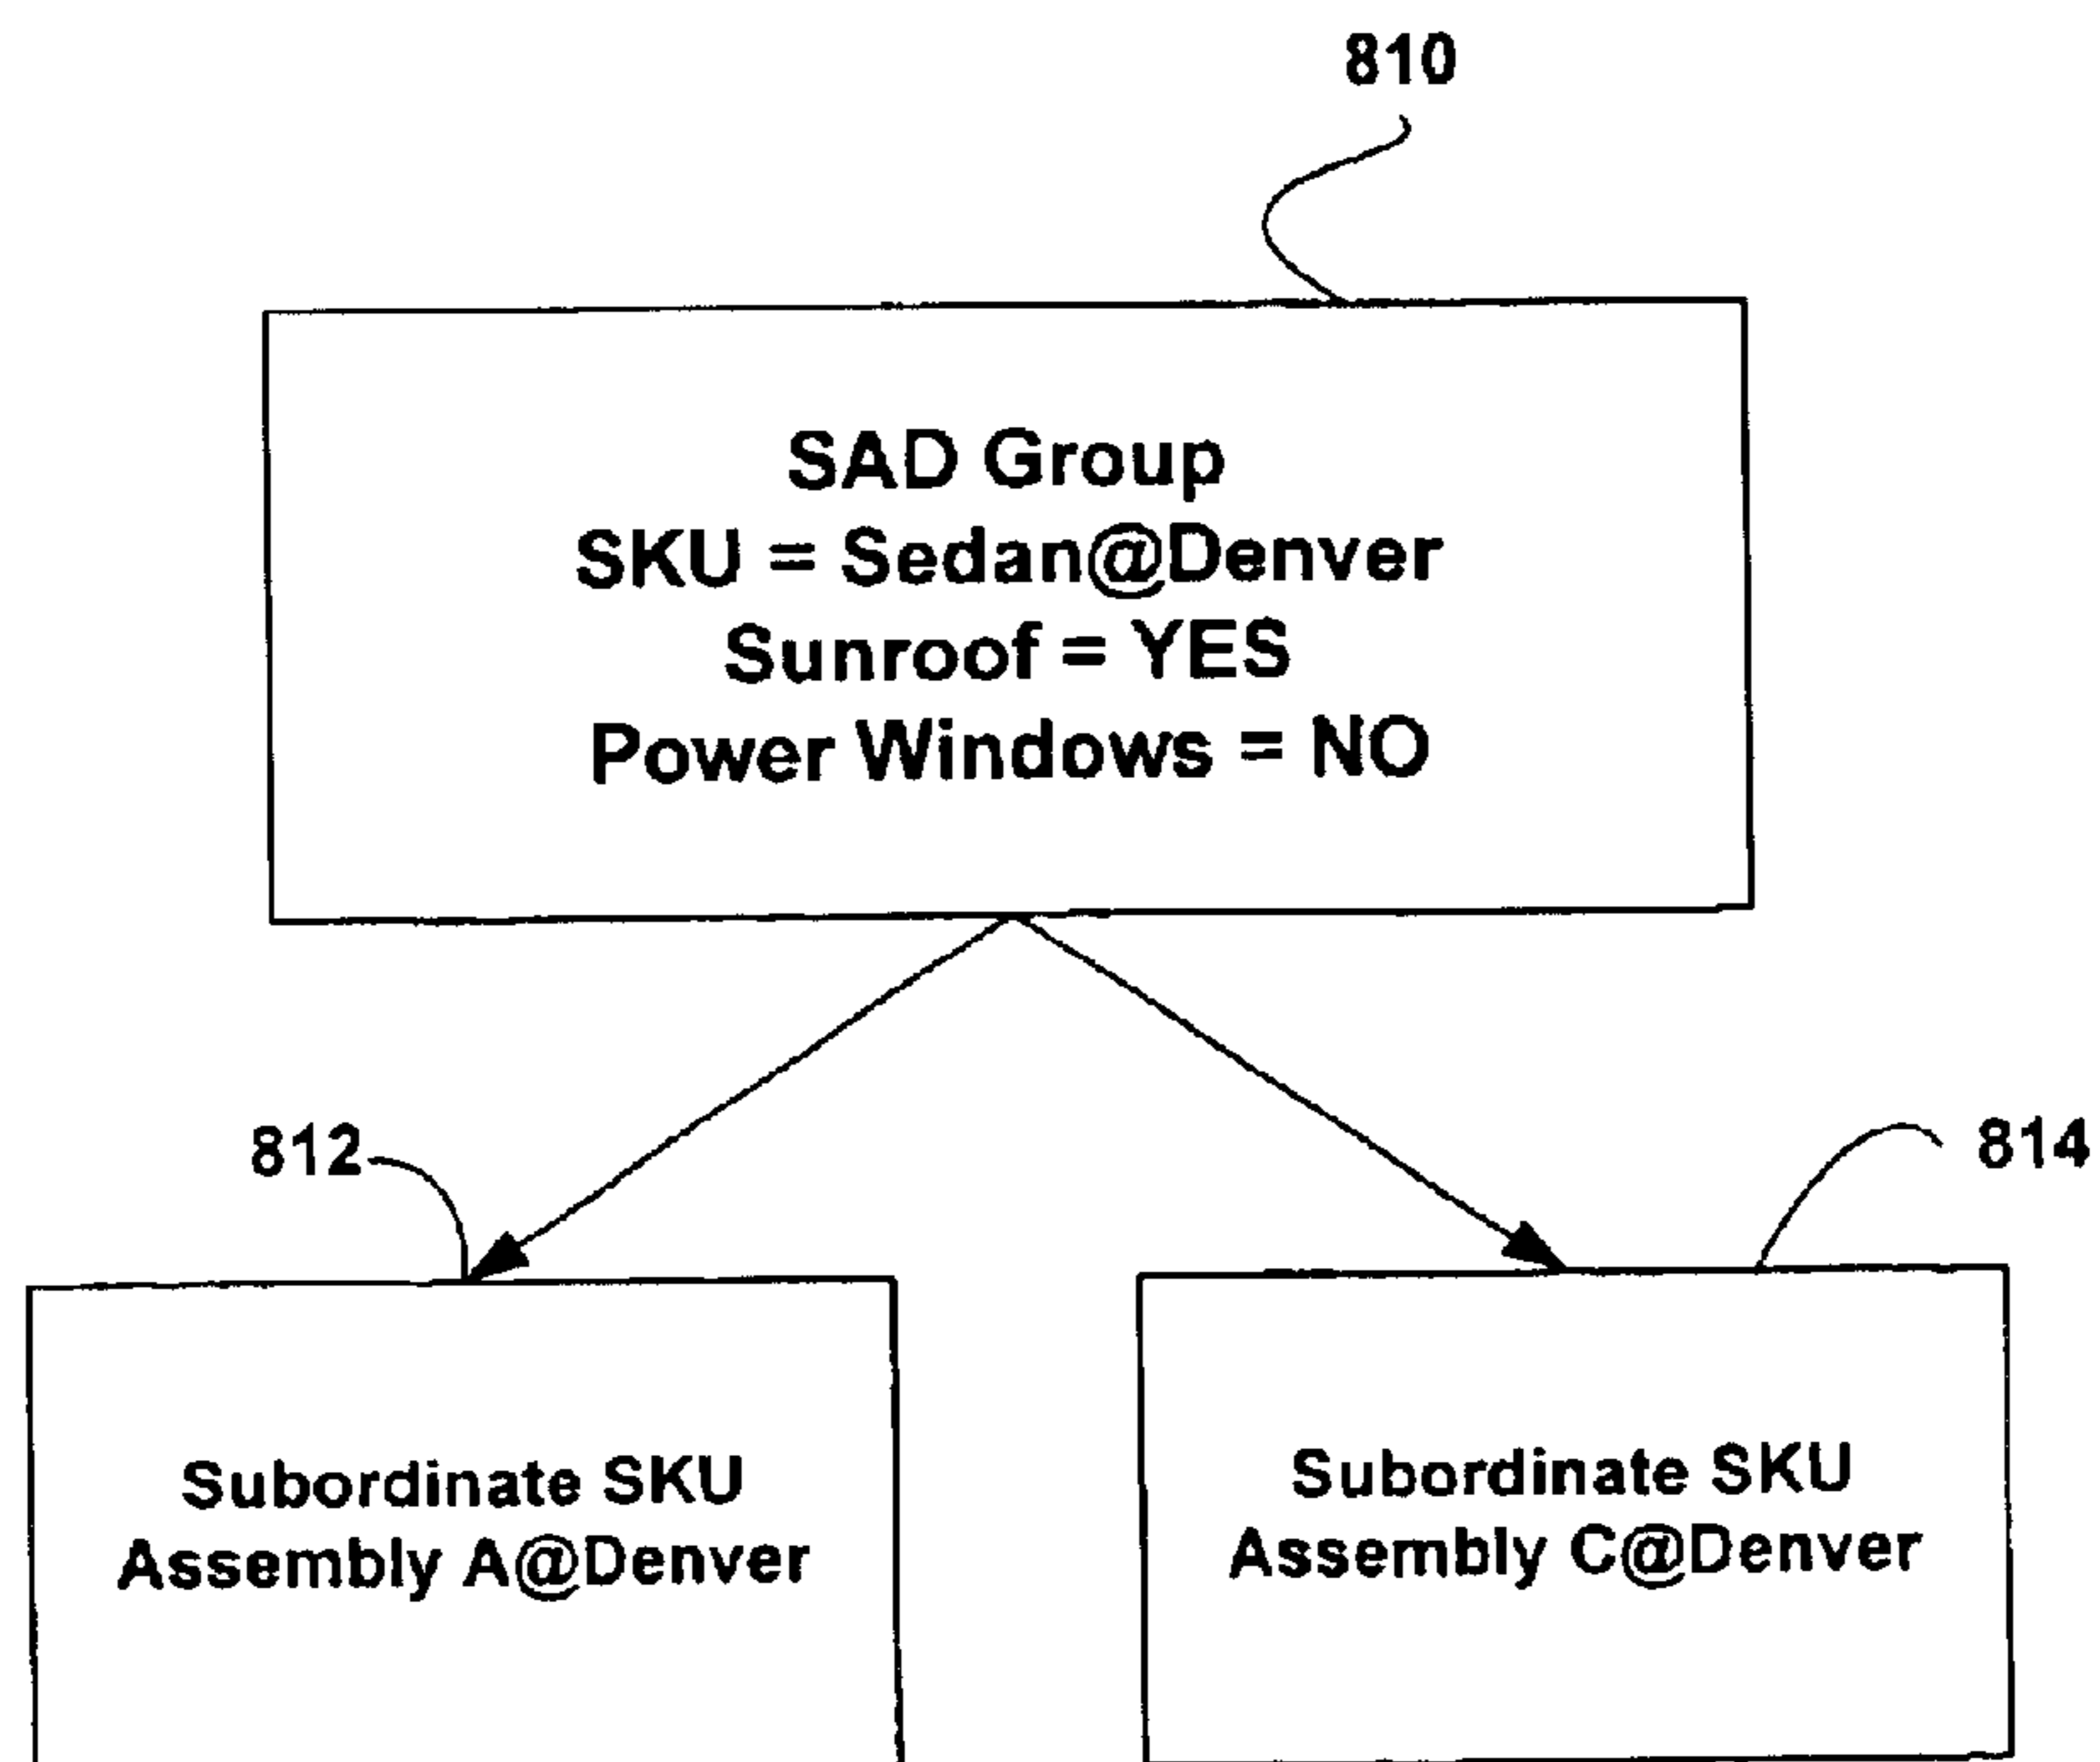 810
SAD Group
SKU = Sedan@Denver
Sunroof = YES
Power Windows = NO
812
814
Subordinate SKU
Assembly A@Denver
Subordinate SKU
Assembly C@Denver